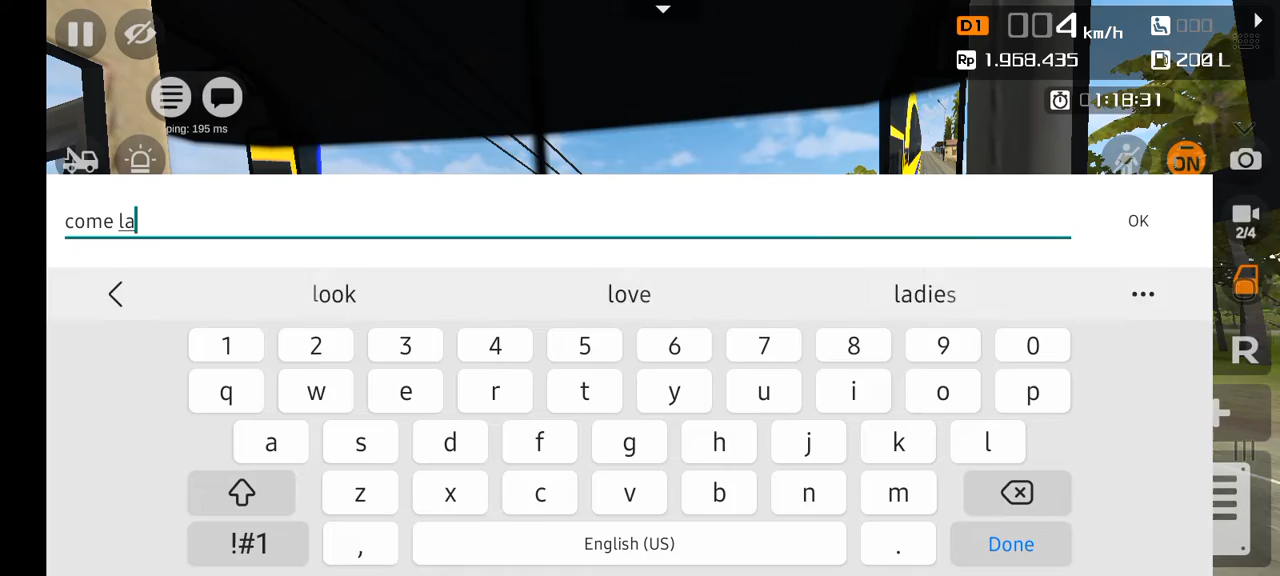 D1 004 km/h 000
Rp 1.968.435 200 L
01:18:31
ping: 195 ms
ON
2/4
R
come la
OK
look love ladies
1 2 3 4 5 6 7 8 9 0
q w e r t y u i o p
a s d f g h j k l
z x c v b n m
!#1 , English (US) . Done